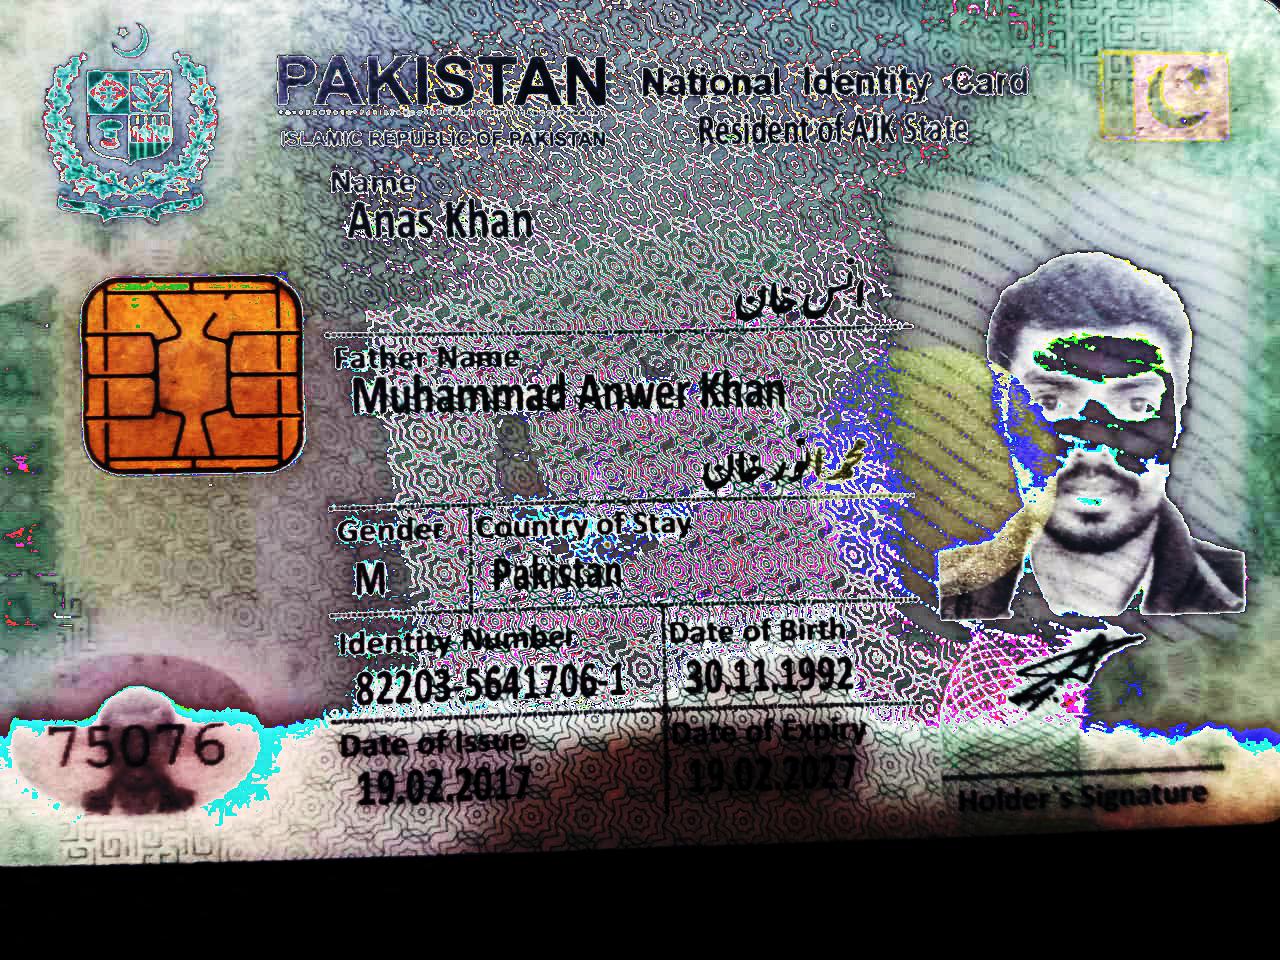 PAKISTAN National Identity Card
ISLAMIC REPUBLIC OF PAKISTAN Resident of AJK State
Name
Anas Khan
انس خان
Father Name
Muhammad Anwer Khan
محمد انور خان
Gender Country of Stay
M Pakistan
Identity Number Date of Birth
82203-5641706-1 30.11.1992
75076
Date of Issue Date of Expiry
19.02.2017 19.02.2027
Holder's Signature